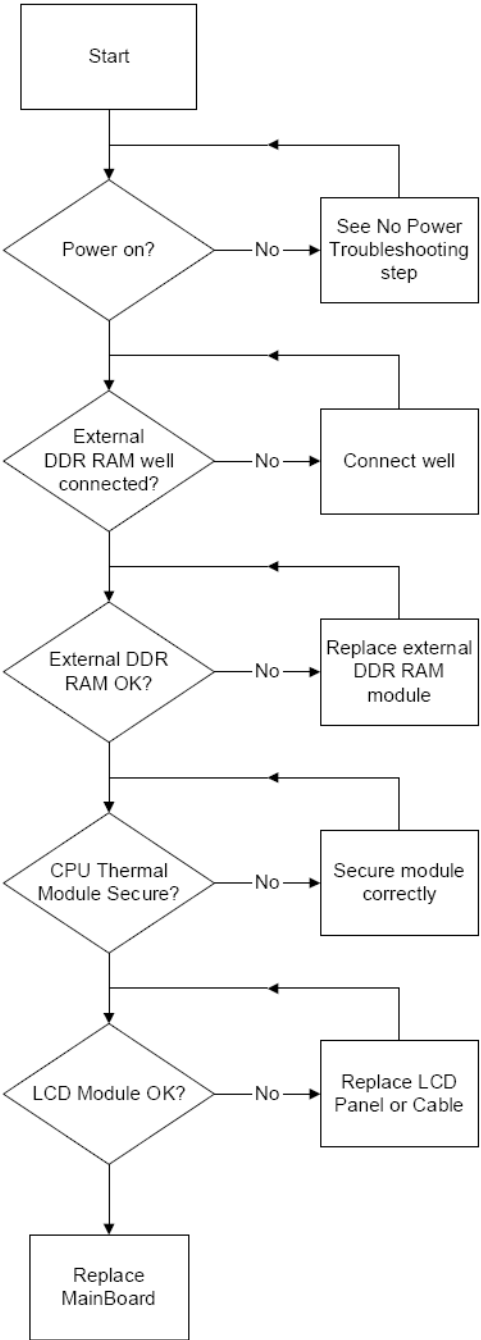 Start
Power on?
No
See No Power
Troubleshooting
step
External
DDR RAM well
connected?
No
Connect well
External DDR
RAM OK?
No
Replace external
DDR RAM
module
CPU Thermal
Module Secure?
No
Secure module
correctly
LCD Module OK?
No
Replace LCD
Panel or Cable
Replace
MainBoard